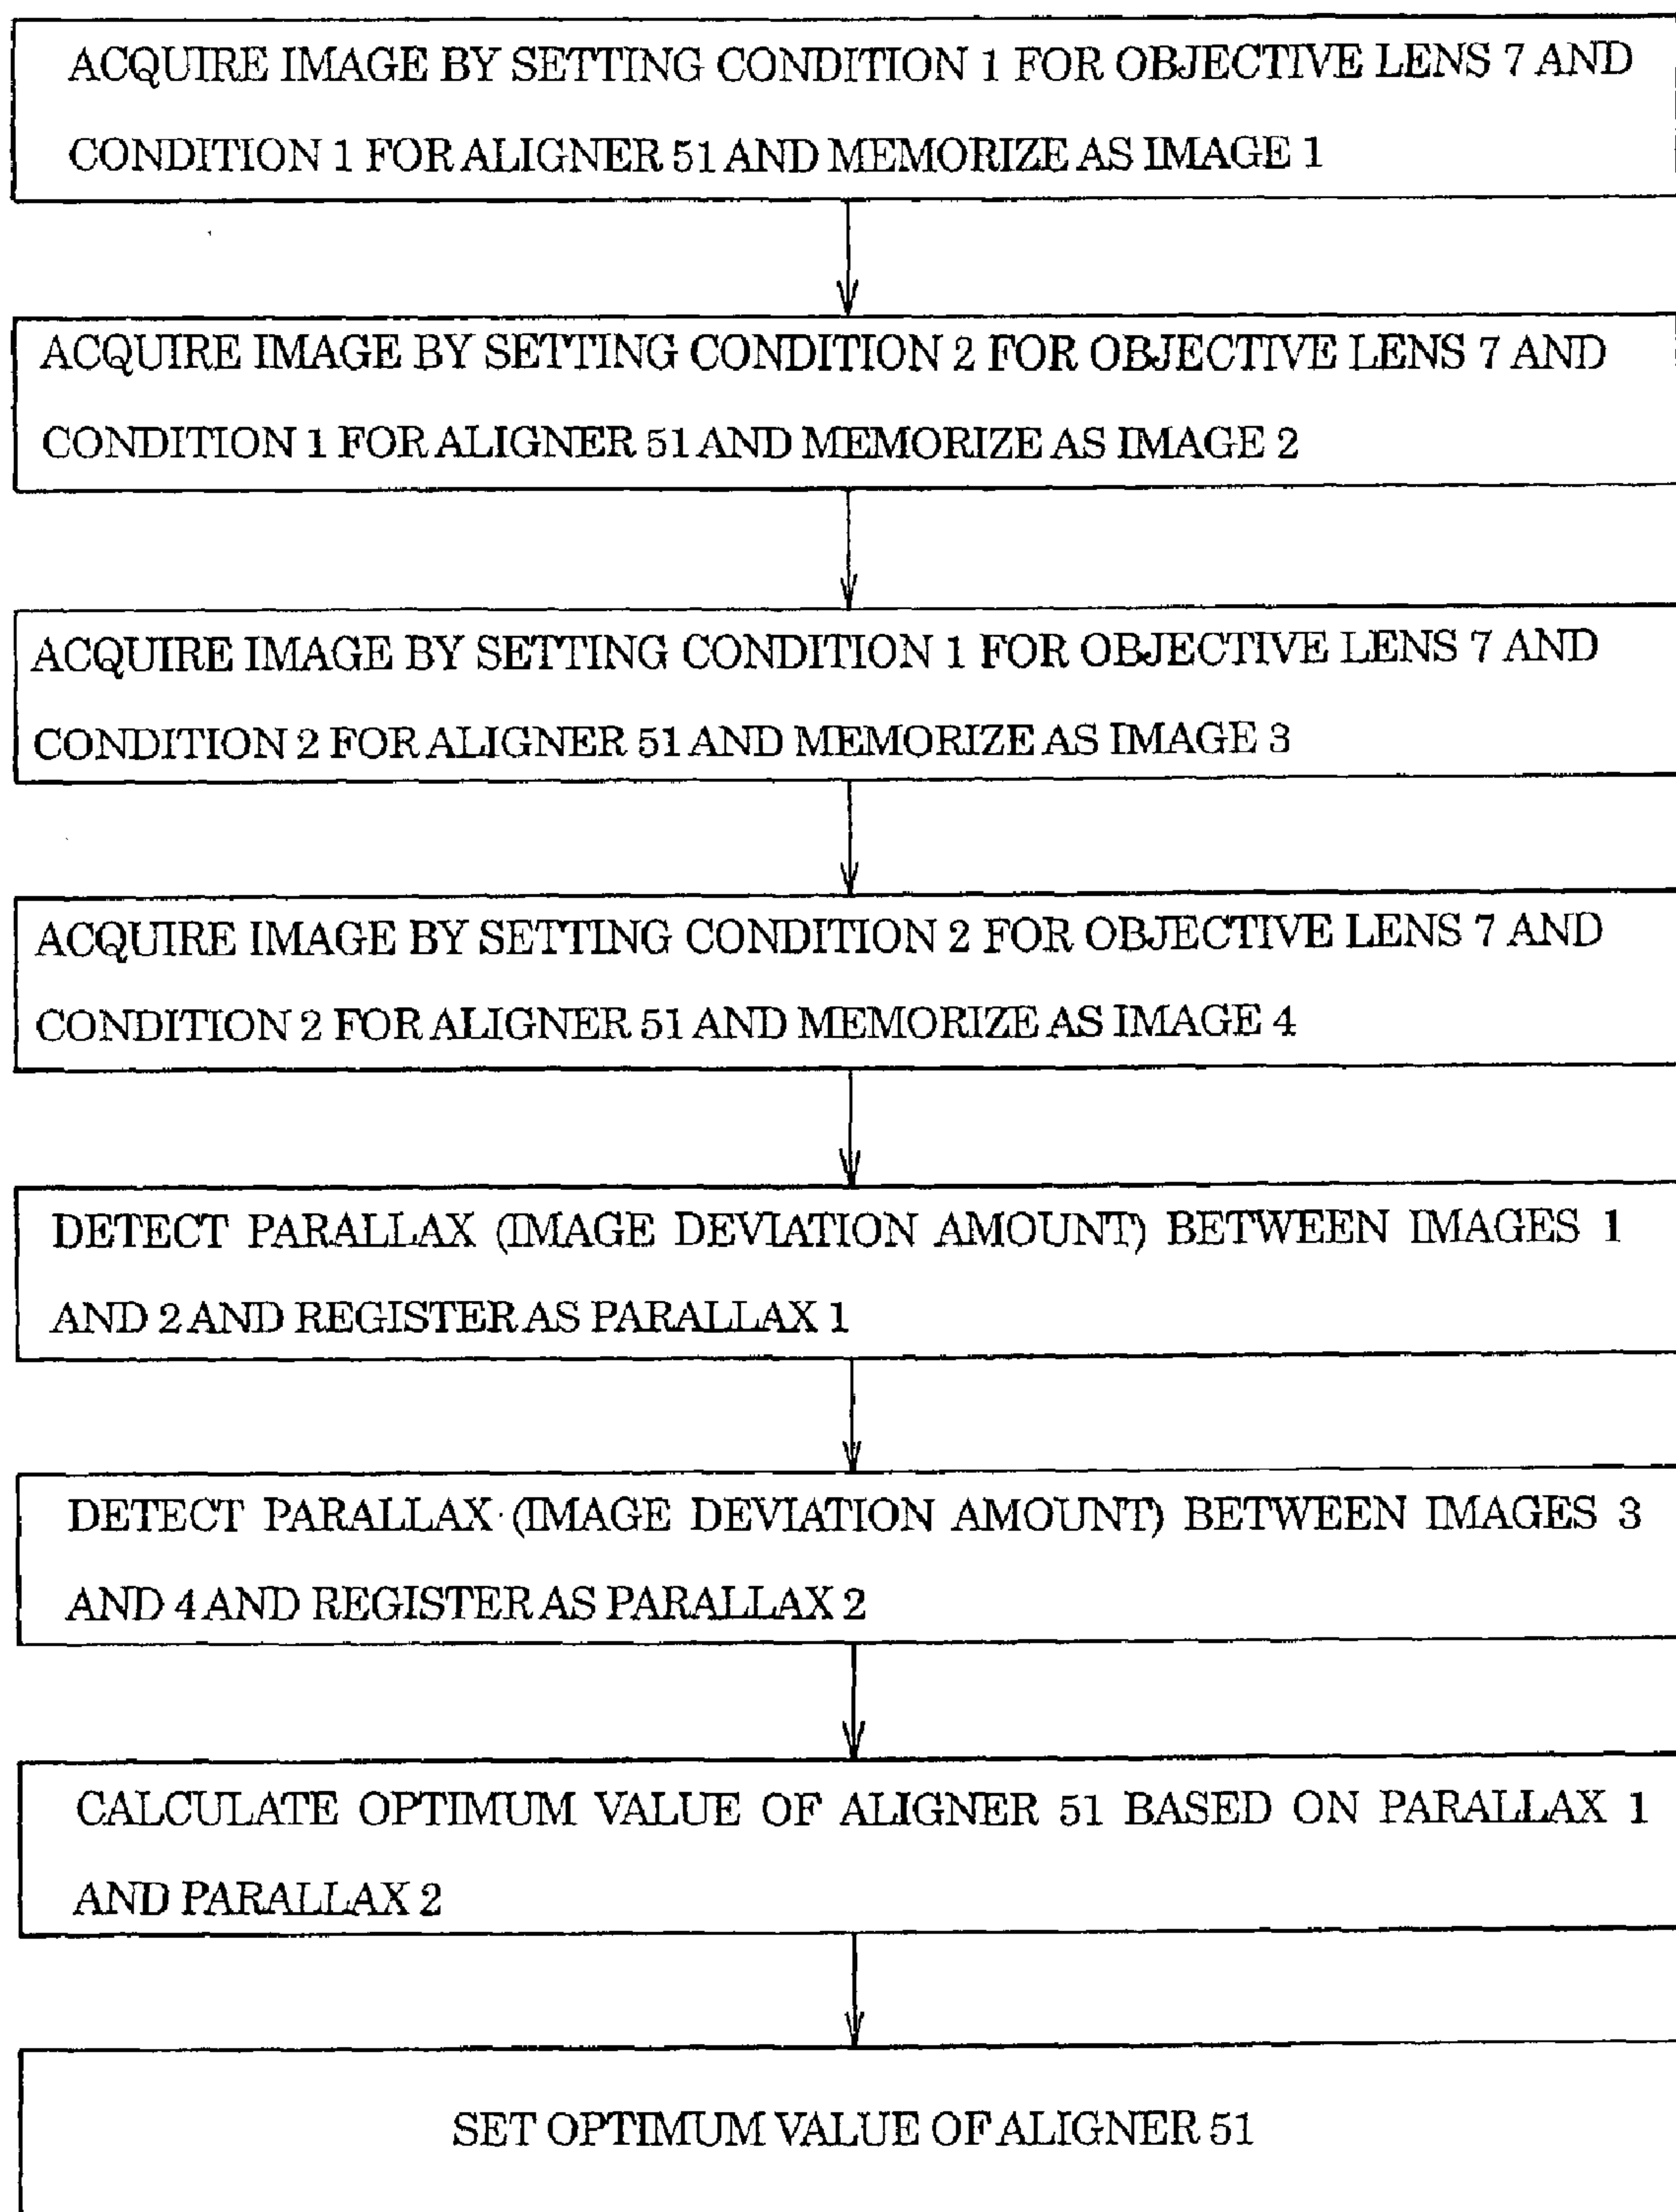 ACQUIRE IMAGE BY SETTING CONDITION 1 FOR OBJECTIVE LENS 7 AND
CONDITION 1 FOR ALIGNER 51 AND MEMORIZE AS IMAGE 1
ACQUIRE IMAGE BY SETTING CONDITION 2 FOR OBJECTIVE LENS 7 AND
CONDITION 1 FOR ALIGNER 51 AND MEMORIZE AS IMAGE 2
ACQUIRE IMAGE BY SETTING CONDITION 1 FOR OBJECTIVE LENS 7 AND
CONDITION 2 FOR ALIGNER 51 AND MEMORIZE AS IMAGE 3
ACQUIRE IMAGE BY SETTING CONDITION 2 FOR OBJECTIVE LENS 7 AND
CONDITION 2 FOR ALIGNER 51 AND MEMORIZE AS IMAGE 4
DETECT PARALLAX (IMAGE DEVIATION AMOUNT) BETWEEN IMAGES 1
AND 2 AND REGISTER AS PARALLAX 1
DETECT PARALLAX (IMAGE DEVIATION AMOUNT) BETWEEN IMAGES 3
AND 4 AND REGISTER AS PARALLAX 2
CALCULATE OPTIMUM VALUE OF ALIGNER 51 BASED ON PARALLAX 1
AND PARALLAX 2
SET OPTIMUM VALUE OF ALIGNER 51